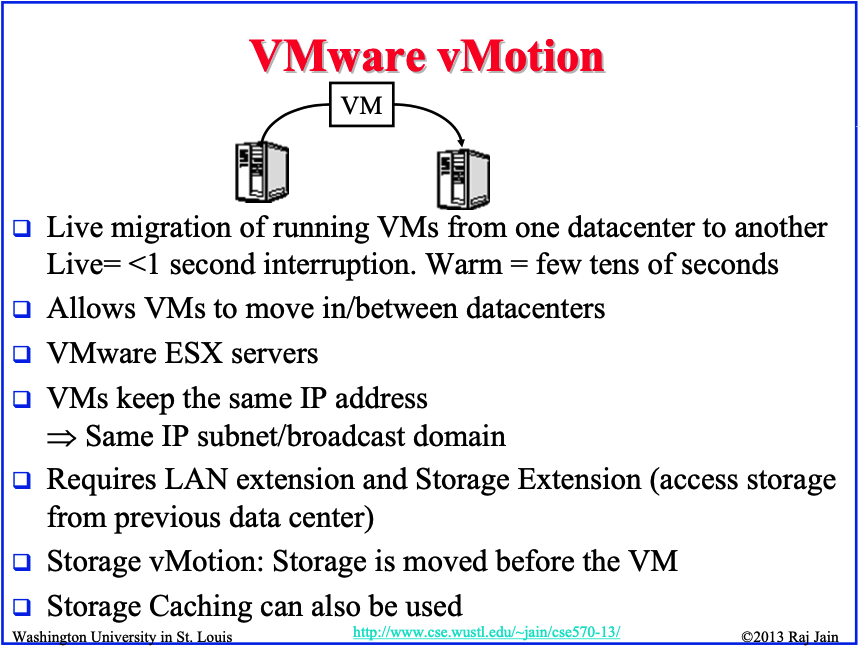 VMware vMotion
VM
Live migration of running VMs from one datacenter to another
Live= <1 second interruption. Warm = few tens of seconds
Allows VMs to move in/between datacenters
VMware ESX servers
VMs keep the same IP address
⇒ Same IP subnet/broadcast domain
Requires LAN extension and Storage Extension (access storage
from previous data center)
Storage vMotion: Storage is moved before the VM
Storage Caching can also be used
Washington University in St. Louis
http://www.cse.wustl.edu/~jain/cse570-13/
©2013 Raj Jain